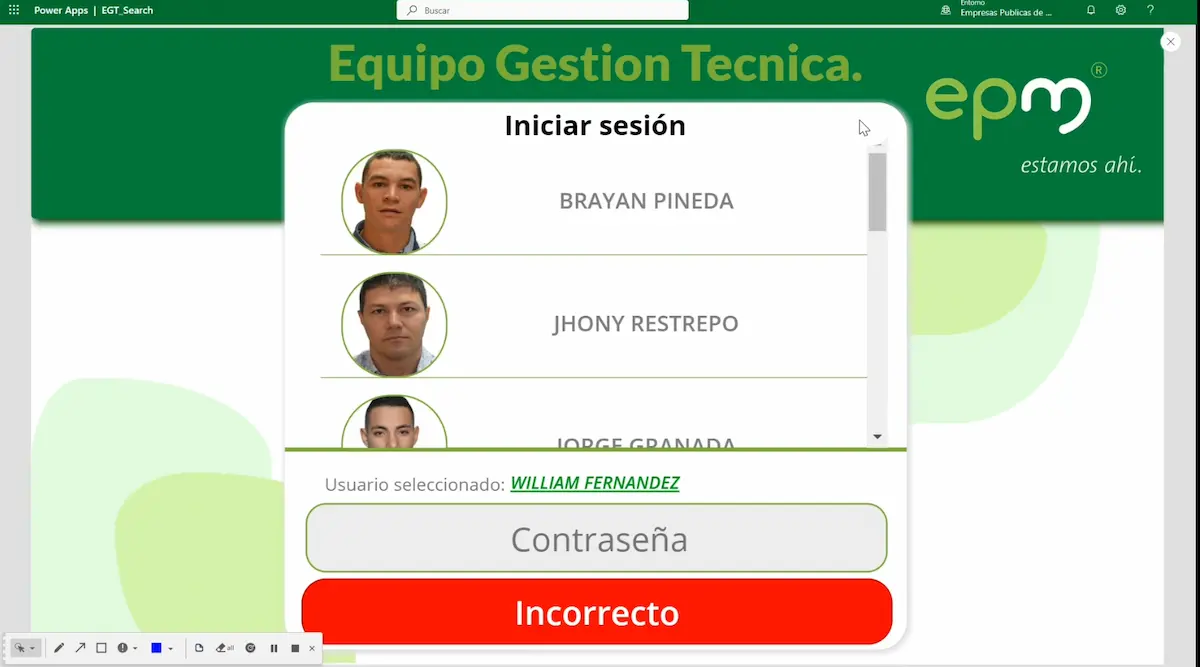 Power Apps | EGT_Search
Buscar
Entorno
Empresas Publicas de ...
Equipo Gestion Tecnica.
epm®
estamos ahí.
Iniciar sesión
BRAYAN PINEDA
JHONY RESTREPO
JORGE GRANADA
Usuario seleccionado: WILLIAM FERNANDEZ
Contraseña
Incorrecto
all